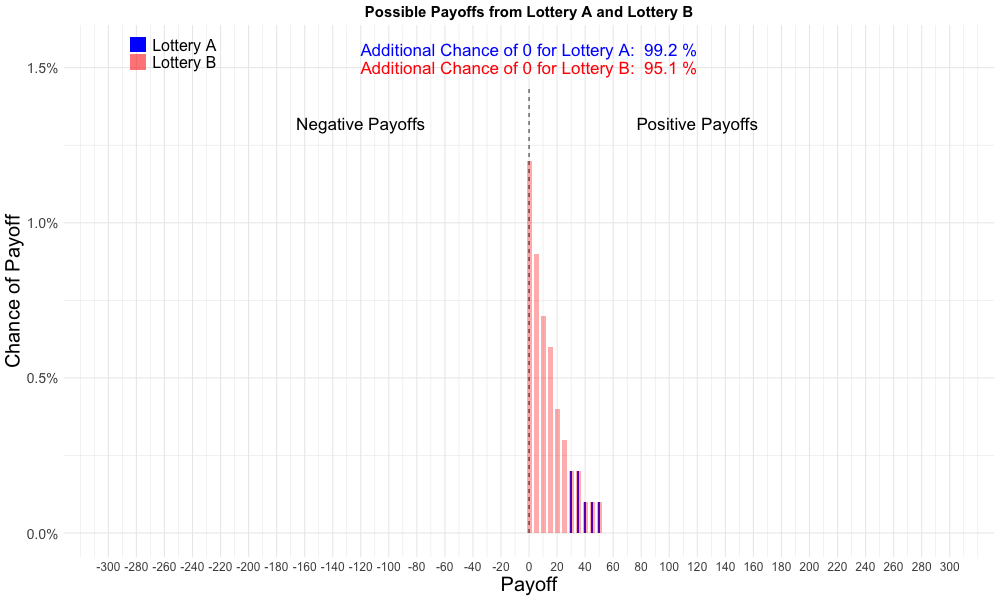 Possible Payoffs from Lottery A and Lottery B
Lottery A
Lottery B
Additional Chance of 0 for Lottery A: 99.2 %
Additional Chance of 0 for Lottery B: 95.1 %
Negative Payoffs
Positive Payoffs
Chance of Payoff
1.5%
1.0%
0.5%
0.0%
-300 -280 -260 -240 -220 -200 -180 -160 -140 -120 -100 -80 -60 -40 -20 0 20 40 60 80 100 120 140 160 180 200 220 240 260 280 300
Payoff